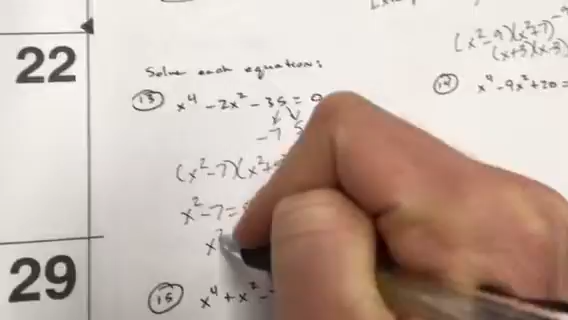 22
29
Solve each equation:
(13) x⁴ - 2x² - 35 = 0
-7 5
(x² - 7)(x²
x² - 7 =
x²
(15) x⁴ + x² -
(x² - 9)(x² + 7)
(x+3)(x-3)
x⁴ - 9x² + 20 =